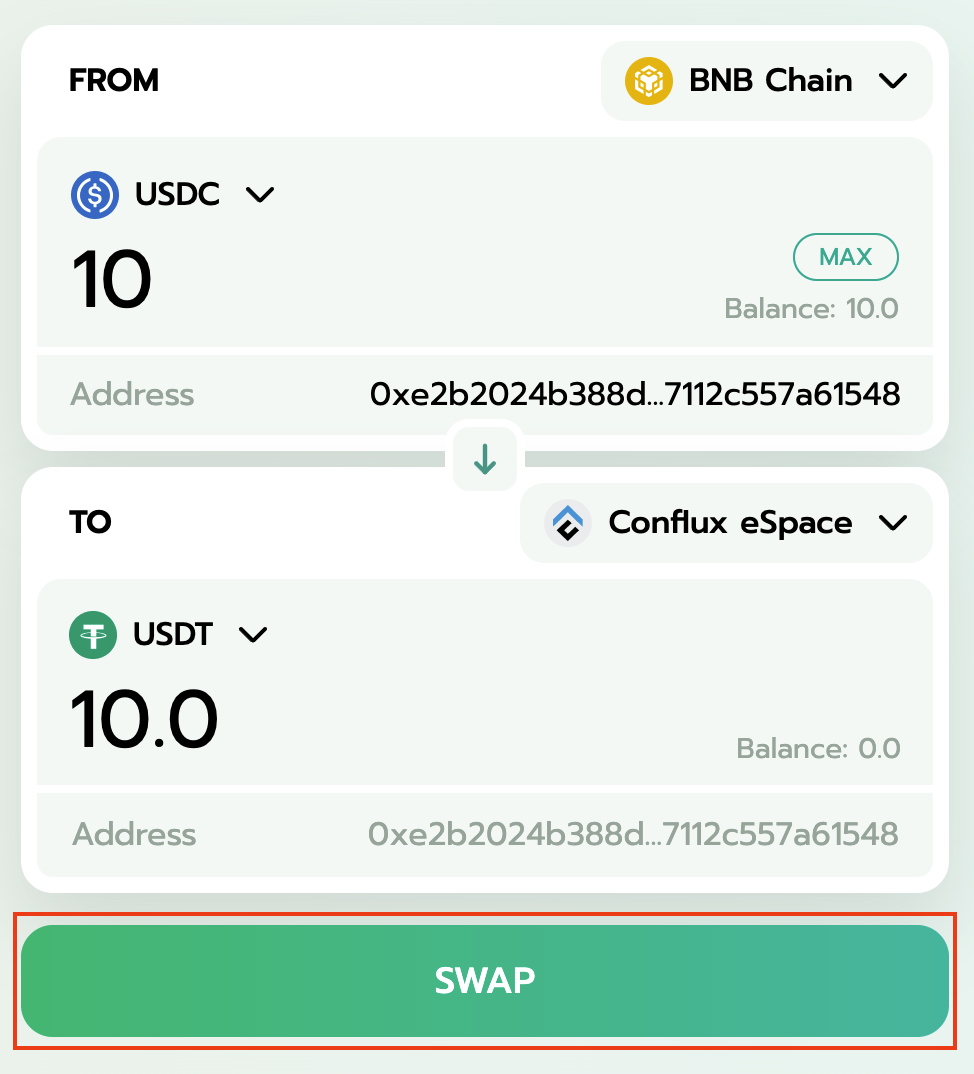 FROM
BNB Chain
USDC
10
MAX
Balance: 10.0
Address 0xe2b2024b388d...7112c557a61548
TO
Conflux eSpace
USDT
10.0
Balance: 0.0
Address 0xe2b2024b388d...7112c557a61548
SWAP